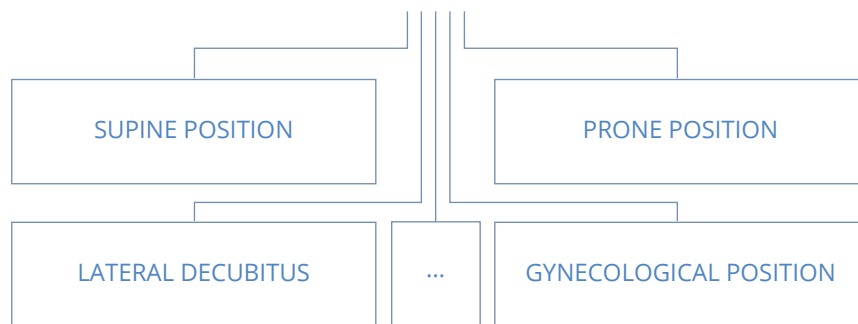 SUPINE POSITION
PRONE POSITION
LATERAL DECUBITUS
...
GYNECOLOGICAL POSITION